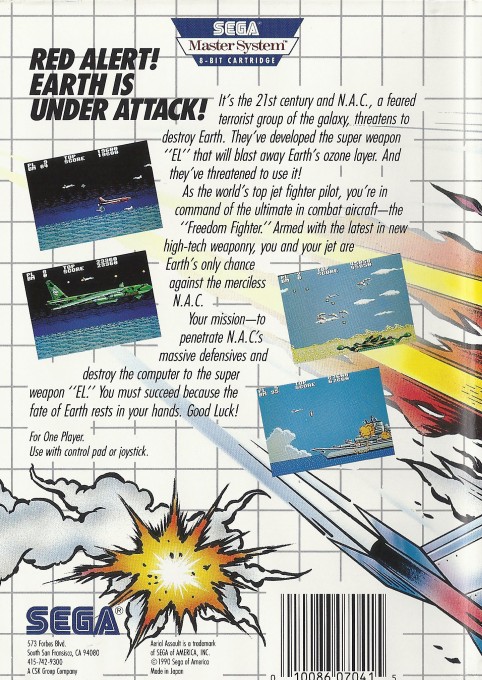 SEGA
Master System™
8-BIT CARTRIDGE
RED ALERT!
EARTH IS
UNDER ATTACK!
It's the 21st century and N.A.C., a feared
terrorist group of the galaxy, threatens to
destroy Earth. They've developed the super weapon
"EL" that will blast away Earth's ozone layer. And
they've threatened to use it!
As the world's top jet fighter pilot, you're in
command of the ultimate in combat aircraft—the
"Freedom Fighter." Armed with the latest in new
high-tech weaponry, you and your jet are
Earth's only chance
against the merciless
N.A.C.
Your mission—to
penetrate N.A.C.'s
massive defensives and
destroy the computer to the super
weapon "EL." You must succeed because the
fate of Earth rests in your hands. Good Luck!
For One Player.
Use with control pad or joystick.
SEGA®
573 Forbes Blvd.
South San Fransisco, CA 94080
415-742-9300
A CSK Group Company
Aerial Assault is a trademark
of SEGA of AMERICA, INC.
© 1990 Sega of America
Made in Japan
0 10086 07041 5